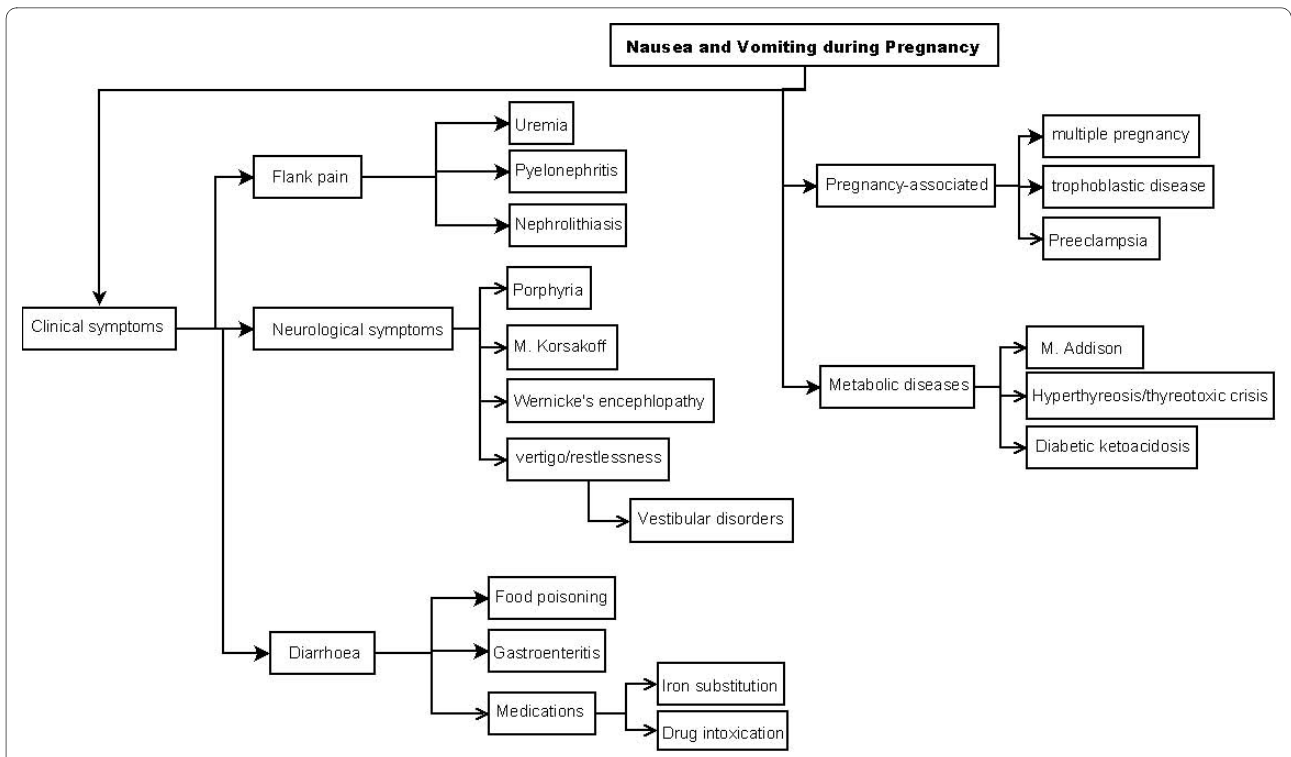 Nausea and Vomiting during Pregnancy
Clinical symptoms
Flank pain
Uremia
Pyelonephritis
Nephrolithiasis
Neurological symptoms
Porphyria
M. Korsakoff
Wernicke's encephlopathy
vertigo/restlessness
Vestibular disorders
Diarrhoea
Food poisoning
Gastroenteritis
Medications
Iron substitution
Drug intoxication
Pregnancy-associated
multiple pregnancy
trophoblastic disease
Preeclampsia
Metabolic diseases
M. Addison
Hyperthyreosis/thyreotoxic crisis
Diabetic ketoacidosis